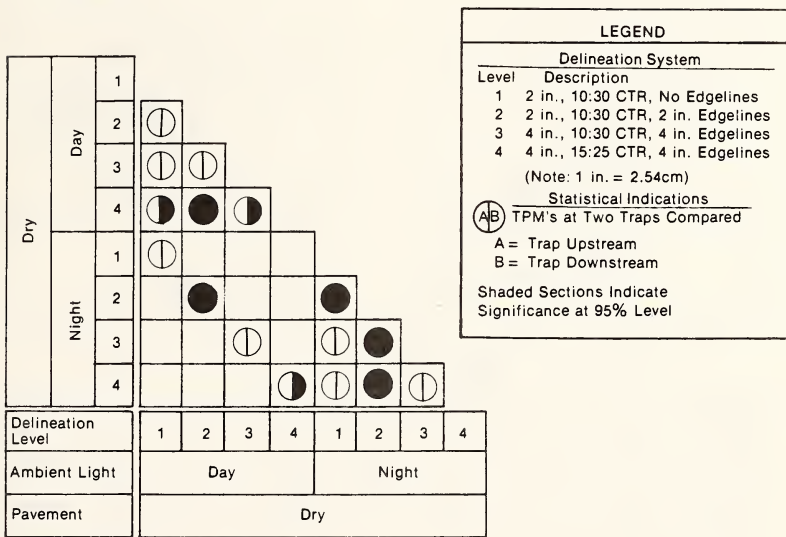 LEGEND
Delineation System
Level Description
1 2 in., 10:30 CTR, No Edgelines
2 2 in., 10:30 CTR, 2 in. Edgelines
3 4 in., 10:30 CTR, 4 in. Edgelines
4 4 in., 15:25 CTR, 4 in. Edgelines
(Note: 1 in. = 2.54cm)
Statistical Indications
AB TPM's at Two Traps Compared
A = Trap Upstream
B = Trap Downstream
Shaded Sections Indicate
Significance at 95% Level
Dry
Day
1
2
3
4
Night
1
2
3
4
Delineation
Level
1 2 3 4 1 2 3 4
Ambient Light Day Night
Pavement Dry